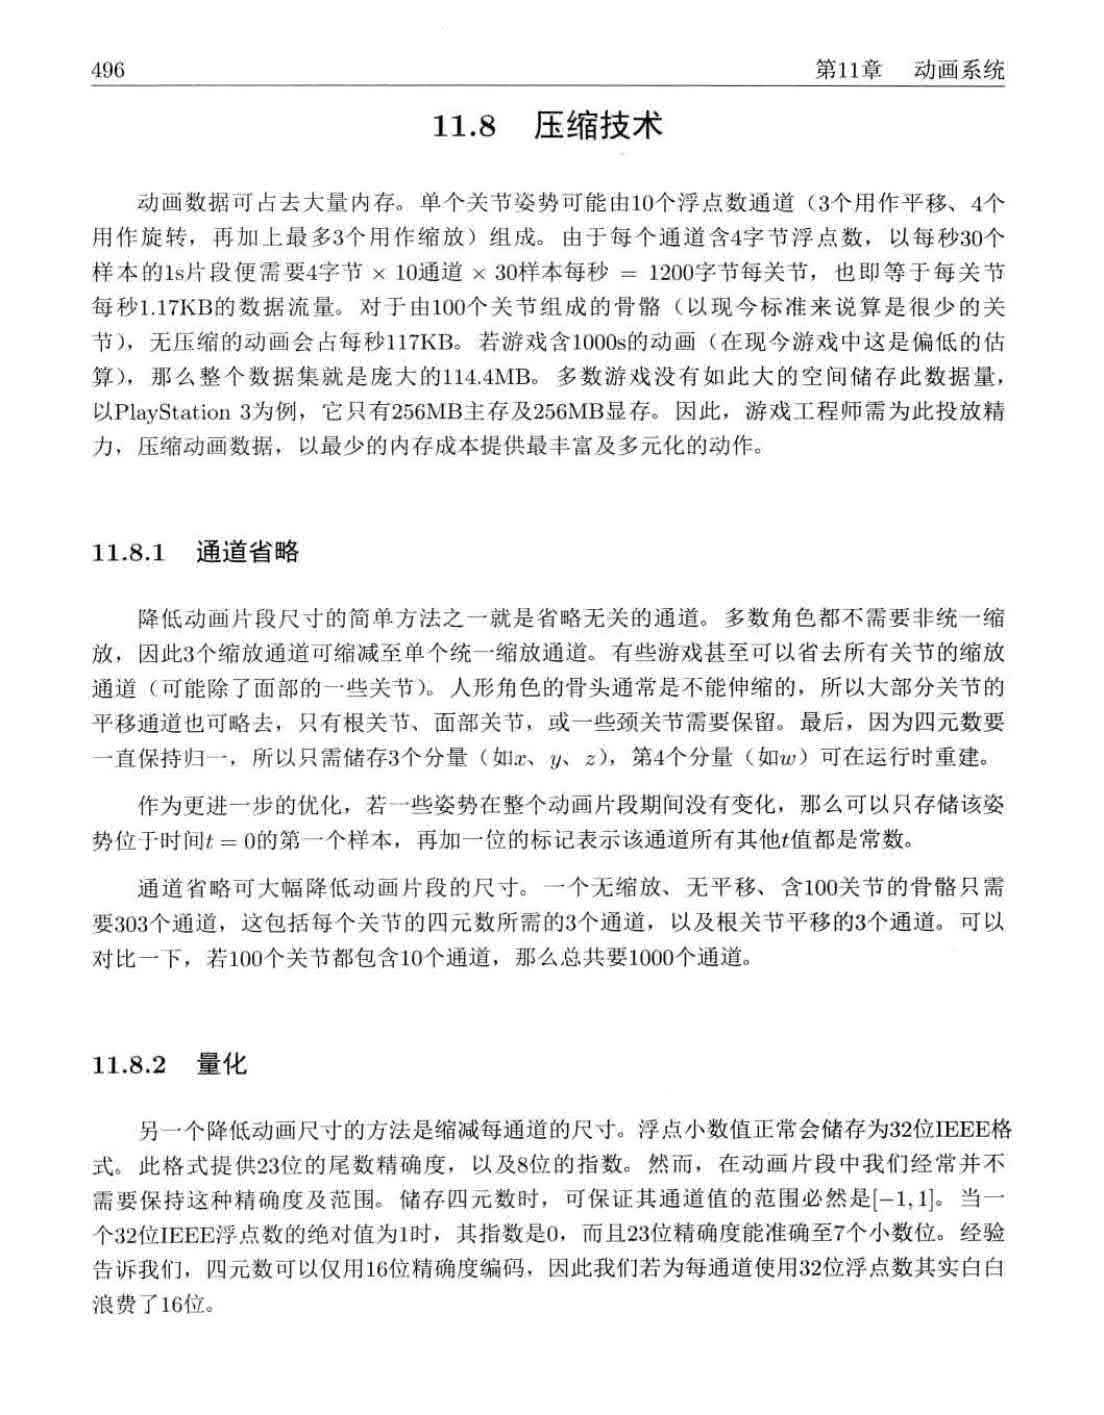 496
第11章 动画系统
11.8 压缩技术
动画数据可占去大量内存。单个关节姿势可能由10个浮点数通道（3个用作平移、4个
用作旋转，再加上最多3个用作缩放）组成。由于每个通道含4字节浮点数，以每秒30个
样本的1s片段便需要4字节 × 10通道 × 30样本每秒 = 1200字节每关节，也即等于每关节
每秒1.17KB的数据流量。对于由100个关节组成的骨骼（以现今标准来说算是很少的关
节），无压缩的动画会占每秒117KB。若游戏含1000s的动画（在现今游戏中这是偏低的估
算），那么整个数据集就是庞大的114.4MB。多数游戏没有如此大的空间储存此数据量，
以PlayStation 3为例，它只有256MB主存及256MB显存。因此，游戏工程师需为此投放精
力，压缩动画数据，以最少的内存成本提供最丰富及多元化的动作。
11.8.1 通道省略
降低动画片段尺寸的简单方法之一就是省略无关的通道。多数角色都不需要非统一缩
放，因此3个缩放通道可缩减至单个统一缩放通道。有些游戏甚至可以省去所有关节的缩放
通道（可能除了面部的一些关节）。人形角色的骨头通常是不能伸缩的，所以大部分关节的
平移通道也可略去，只有根关节、面部关节，或一些颈关节需要保留。最后，因为四元数要
一直保持归一，所以只需储存3个分量（如x、y、z），第4个分量（如w）可在运行时重建。
作为更进一步的优化，若一些姿势在整个动画片段期间没有变化，那么可以只存储该姿
势位于时间t = 0的第一个样本，再加一位的标记表示该通道所有其他t值都是常数。
通道省略可大幅降低动画片段的尺寸。一个无缩放、无平移、含100关节的骨骼只需
要303个通道，这包括每个关节的四元数所需的3个通道，以及根关节平移的3个通道。可以
对比一下，若100个关节都包含10个通道，那么总共要1000个通道。
11.8.2 量化
另一个降低动画尺寸的方法是缩减每通道的尺寸。浮点小数值正常会储存为32位IEEE格
式。此格式提供23位的尾数精确度，以及8位的指数。然而，在动画片段中我们经常并不
需要保持这种精确度及范围。储存四元数时，可保证其通道值的范围必然是[−1, 1]。当一
个32位IEEE浮点数的绝对值为1时，其指数是0，而且23位精确度能准确至7个小数位。经验
告诉我们，四元数可以仅用16位精确度编码，因此我们若为每通道使用32位浮点数其实白白
浪费了16位。